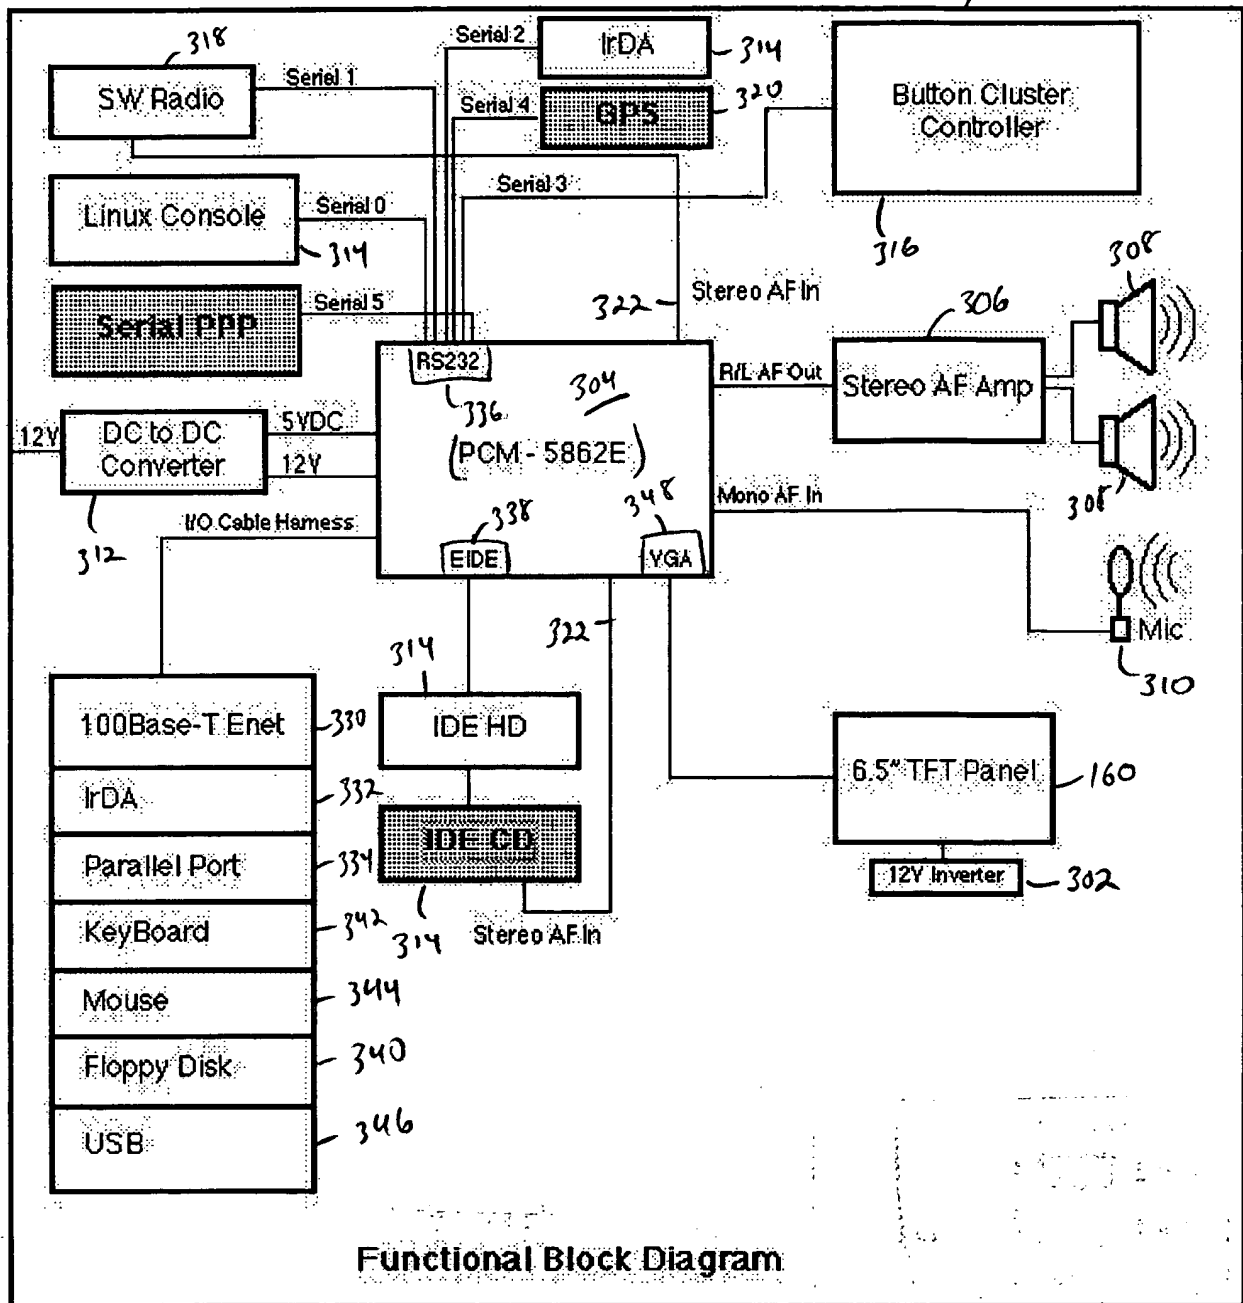 Serial 2
IrDA
314
318
SW Radio
Serial 1
Serial 4
GPS
320
Button Cluster
Controller
316
Serial 3
Linux Console
314
Serial 0
Serial PPP
Serial 5
322
Stereo AF In
308
306
RS232
336
304
(PCM - 5862E)
R/L AF Out
Stereo AF Amp
308
12V
DC to DC
Converter
312
5VDC
12V
Mono AF In
I/O Cable Harness
338
EIDE
348
VGA
Mic
310
322
314
100Base-T Enet
330
IDE HD
6.5" TFT Panel
160
IrDA
332
Parallel Port
334
IDE CD
314
12V Inverter
302
KeyBoard
342
Stereo AF In
Mouse
344
Floppy Disk
340
USB
346
Functional Block Diagram